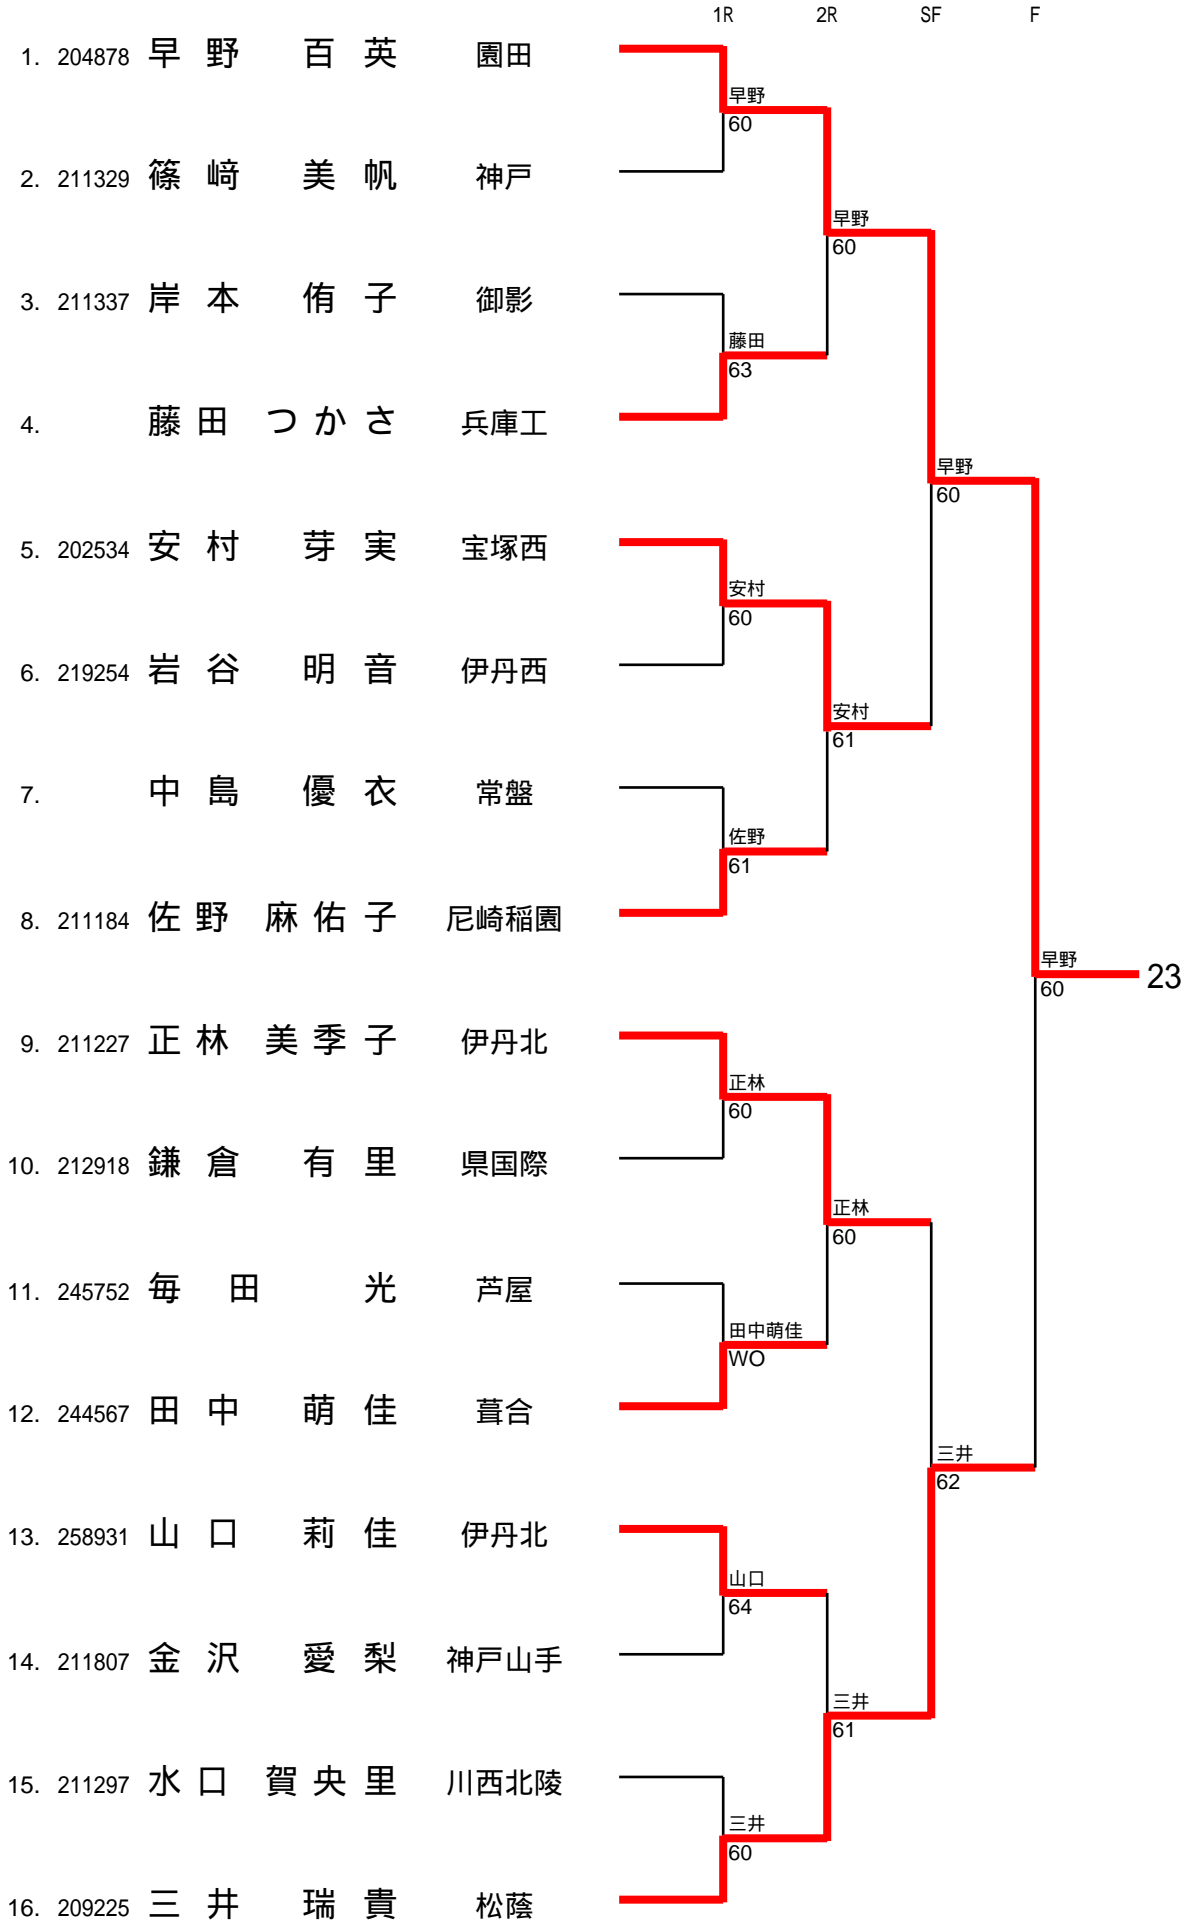 1R 2R SF F
1. 204878 早野 百英 園田
早野
60
2. 211329 篠﨑 美帆 神戸
早野
60
3. 211337 岸本 侑子 御影
藤田
63
4. 藤田 つかさ 兵庫工
早野
60
5. 202534 安村 芽実 宝塚西
安村
60
6. 219254 岩谷 明音 伊丹西
安村
61
7. 中島 優衣 常盤
佐野
61
8. 211184 佐野 麻佑子 尼崎稲園
早野
60 23
9. 211227 正林 美季子 伊丹北
正林
60
10. 212918 鎌倉 有里 県国際
正林
60
11. 245752 毎田 光 芦屋
田中萌佳
WO
12. 244567 田中 萌佳 葺合
三井
62
13. 258931 山口 莉佳 伊丹北
山口
64
14. 211807 金沢 愛梨 神戸山手
三井
61
15. 211297 水口 賀央里 川西北陵
三井
60
16. 209225 三井 瑞貴 松蔭